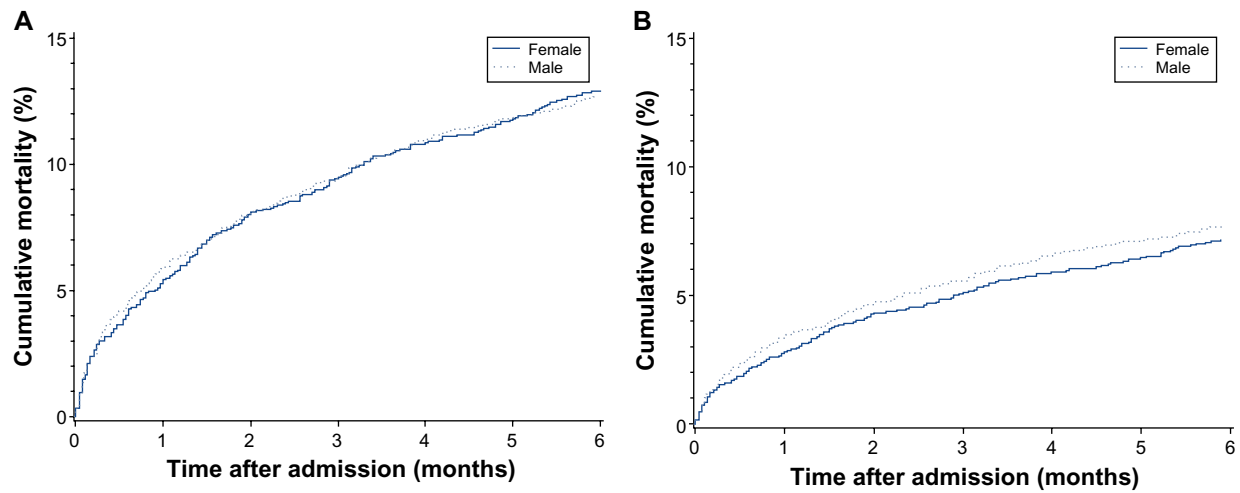 A
15
10
5
0
Cumulative mortality (%)
Female
Male
0 1 2 3 4 5 6
Time after admission (months)
B
15
10
5
0
Cumulative mortality (%)
Female
Male
0 1 2 3 4 5 6
Time after admission (months)